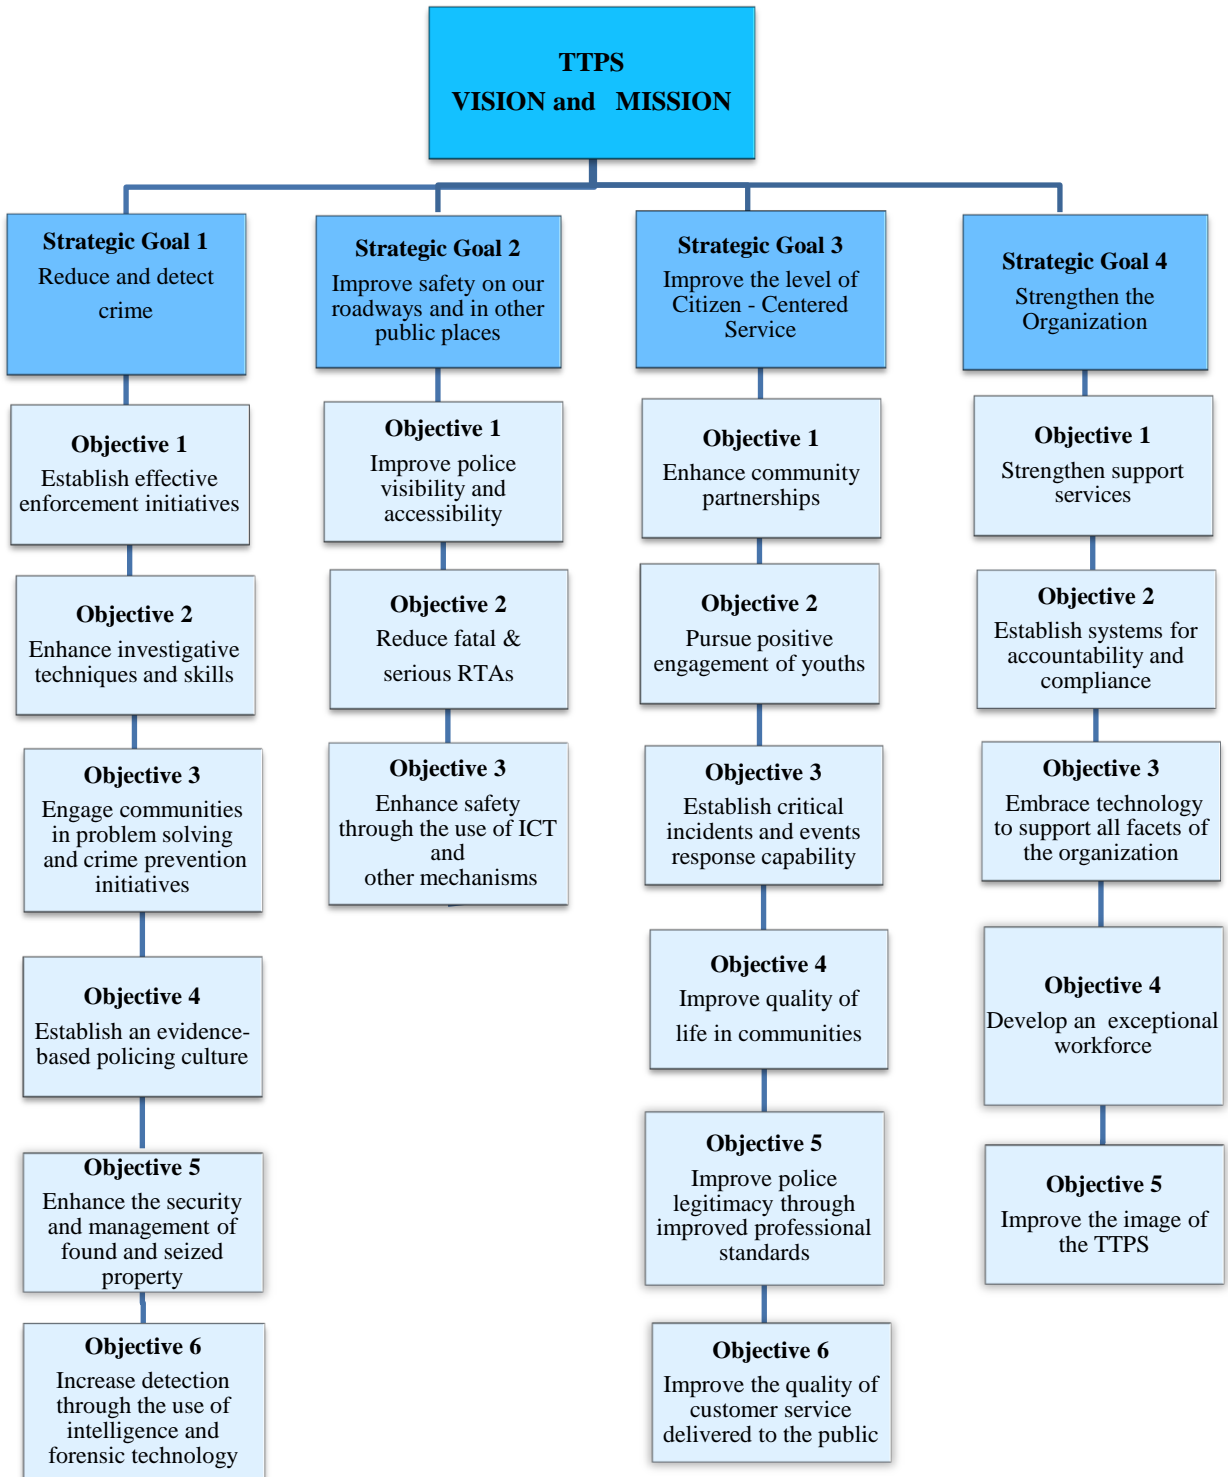 TTPS
VISION and MISSION
Strategic Goal 1
Reduce and detect
crime
Objective 1
Establish effective
enforcement initiatives
Objective 2
Enhance investigative
techniques and skills
Objective 3
Engage communities
in problem solving
and crime prevention
initiatives
Objective 4
Establish an evidence-
based policing culture
Objective 5
Enhance the security
and management of
found and seized
property
Objective 6
Increase detection
through the use of
intelligence and
forensic technology
Strategic Goal 2
Improve safety on our
roadways and in other
public places
Objective 1
Improve police
visibility and
accessibility
Objective 2
Reduce fatal &
serious RTAs
Objective 3
Enhance safety
through the use of ICT
and
other mechanisms
Strategic Goal 3
Improve the level of
Citizen - Centered
Service
Objective 1
Enhance community
partnerships
Objective 2
Pursue positive
engagement of youths
Objective 3
Establish critical
incidents and events
response capability
Objective 4
Improve quality of
life in communities
Objective 5
Improve police
legitimacy through
improved professional
standards
Objective 6
Improve the quality of
customer service
delivered to the public
Strategic Goal 4
Strengthen the
Organization
Objective 1
Strengthen support
services
Objective 2
Establish systems for
accountability and
compliance
Objective 3
Embrace technology
to support all facets of
the organization
Objective 4
Develop an exceptional
workforce
Objective 5
Improve the image of
the TTPS